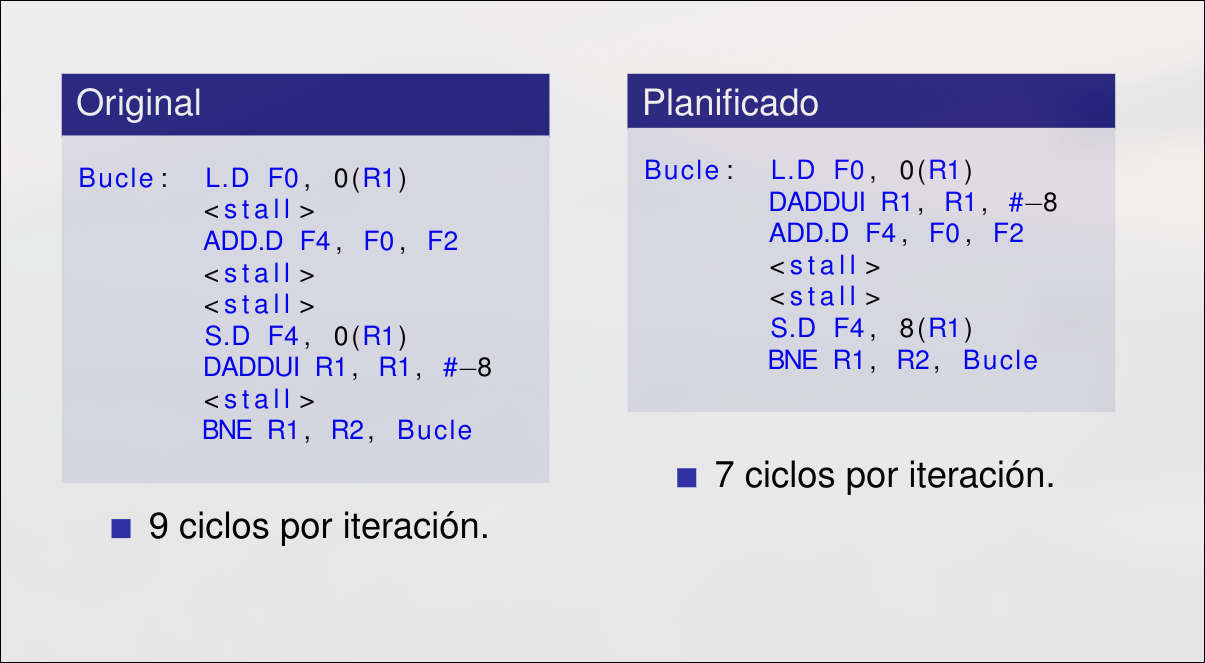 Original
Bucle: L.D F0, 0(R1)
<stall>
ADD.D F4, F0, F2
<stall>
<stall>
S.D F4, 0(R1)
DADDUI R1, R1, #−8
<stall>
BNE R1, R2, Bucle
9 ciclos por iteración.
Planificado
Bucle: L.D F0, 0(R1)
DADDUI R1, R1, #−8
ADD.D F4, F0, F2
<stall>
<stall>
S.D F4, 8(R1)
BNE R1, R2, Bucle
7 ciclos por iteración.